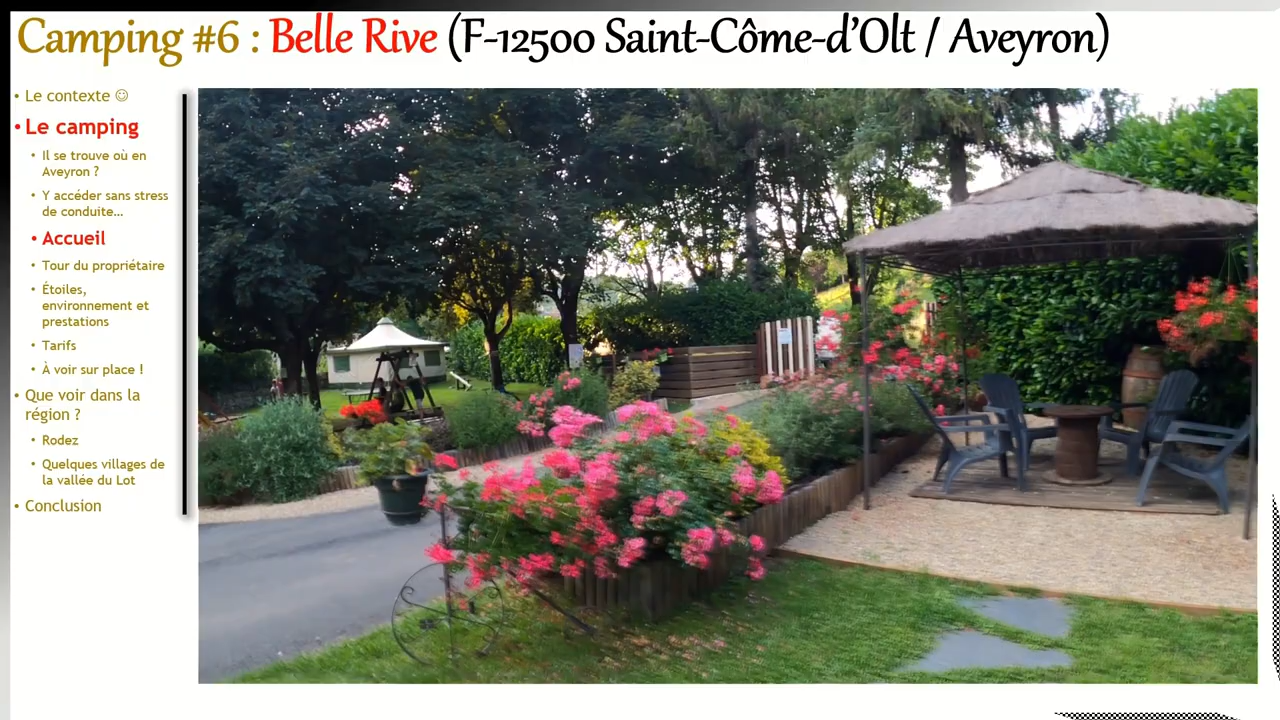 Camping #6 : Belle Rive (F-12500 Saint-Côme-d’Olt / Aveyron)
• Le contexte ☺
• Le camping
• Il se trouve où en
Aveyron ?
• Y accéder sans stress
de conduite…
• Accueil
• Tour du propriétaire
• Étoiles,
environnement et
prestations
• Tarifs
• À voir sur place !
• Que voir dans la
région ?
• Rodez
• Quelques villages de
la vallée du Lot
• Conclusion